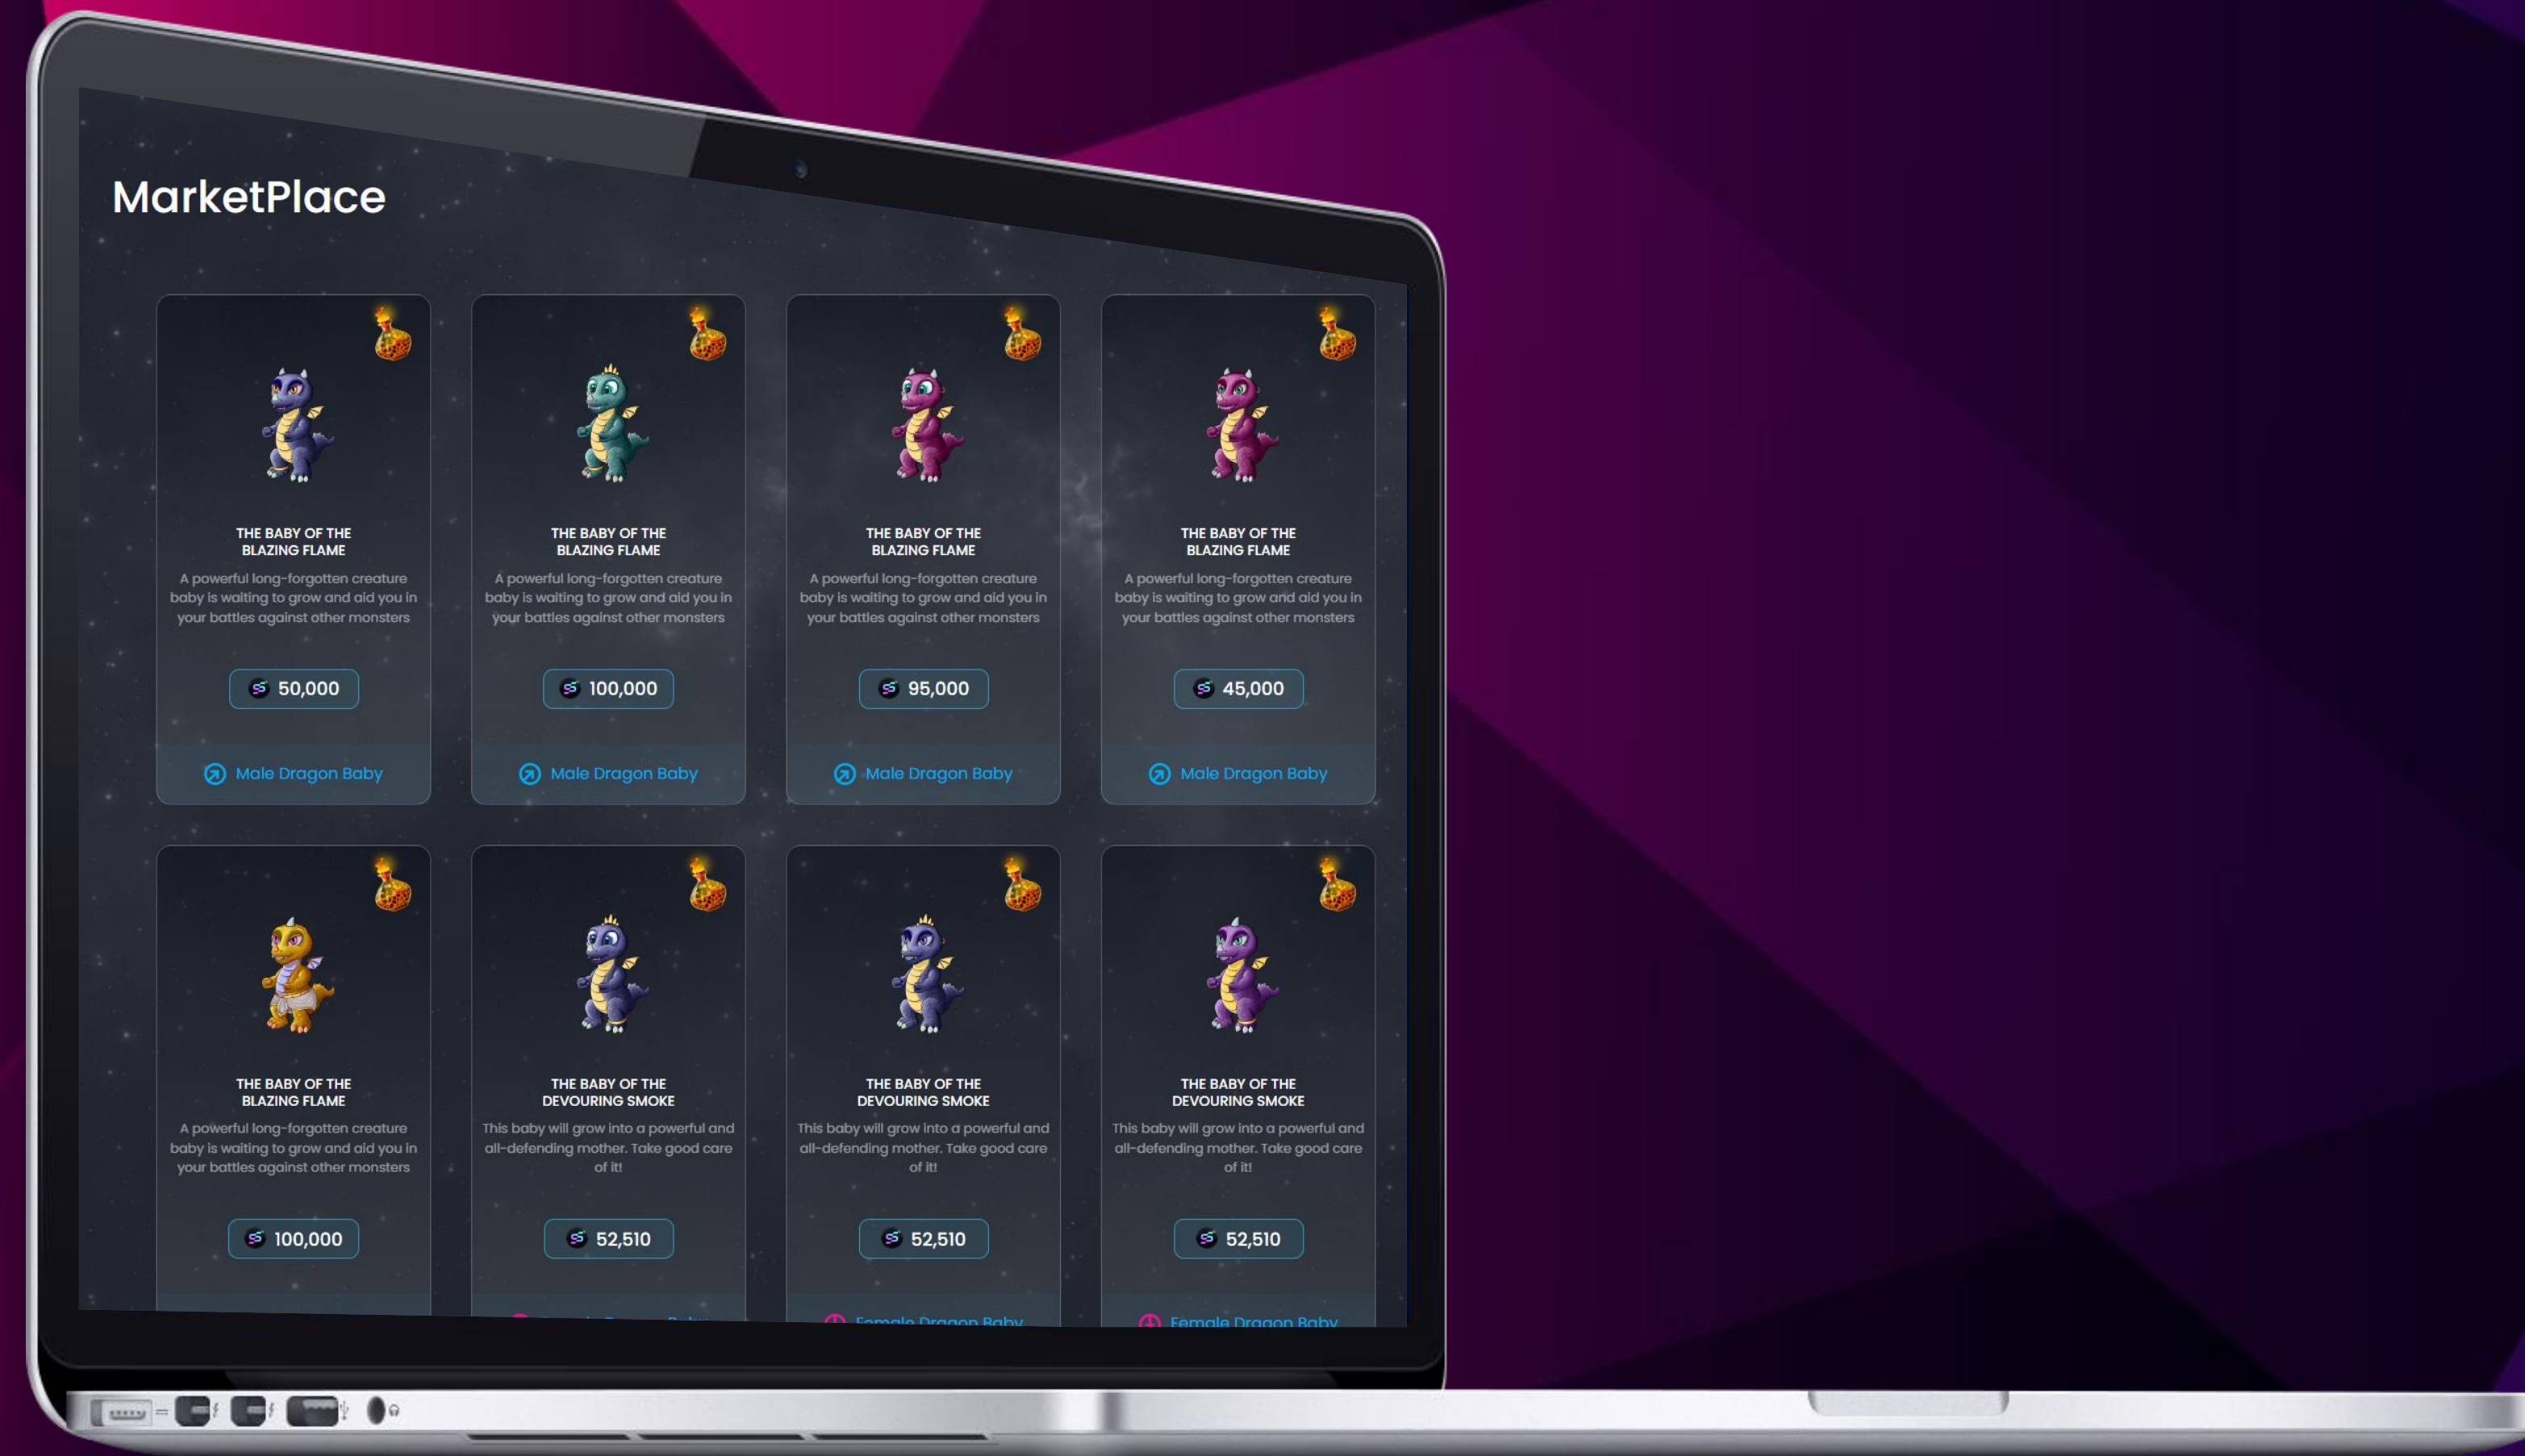 MarketPlace
THE BABY OF THE
BLAZING FLAME
A powerful long-forgotten creature
baby is waiting to grow and aid you in
your battles against other monsters
50,000
Male Dragon Baby
THE BABY OF THE
BLAZING FLAME
A powerful long-forgotten creature
baby is waiting to grow and aid you in
your battles against other monsters
100,000
Male Dragon Baby
THE BABY OF THE
BLAZING FLAME
A powerful long-forgotten creature
baby is waiting to grow and aid you in
your battles against other monsters
95,000
Male Dragon Baby
THE BABY OF THE
BLAZING FLAME
A powerful long-forgotten creature
baby is waiting to grow and aid you in
your battles against other monsters
45,000
Male Dragon Baby
THE BABY OF THE
BLAZING FLAME
A powerful long-forgotten creature
baby is waiting to grow and aid you in
your battles against other monsters
100,000
THE BABY OF THE
DEVOURING SMOKE
This baby will grow into a powerful and
all-defending mother. Take good care
of it!
52,510
THE BABY OF THE
DEVOURING SMOKE
This baby will grow into a powerful and
all-defending mother. Take good care
of it!
52,510
Female Dragon Baby
THE BABY OF THE
DEVOURING SMOKE
This baby will grow into a powerful and
all-defending mother. Take good care
of it!
52,510
Female Dragon Baby